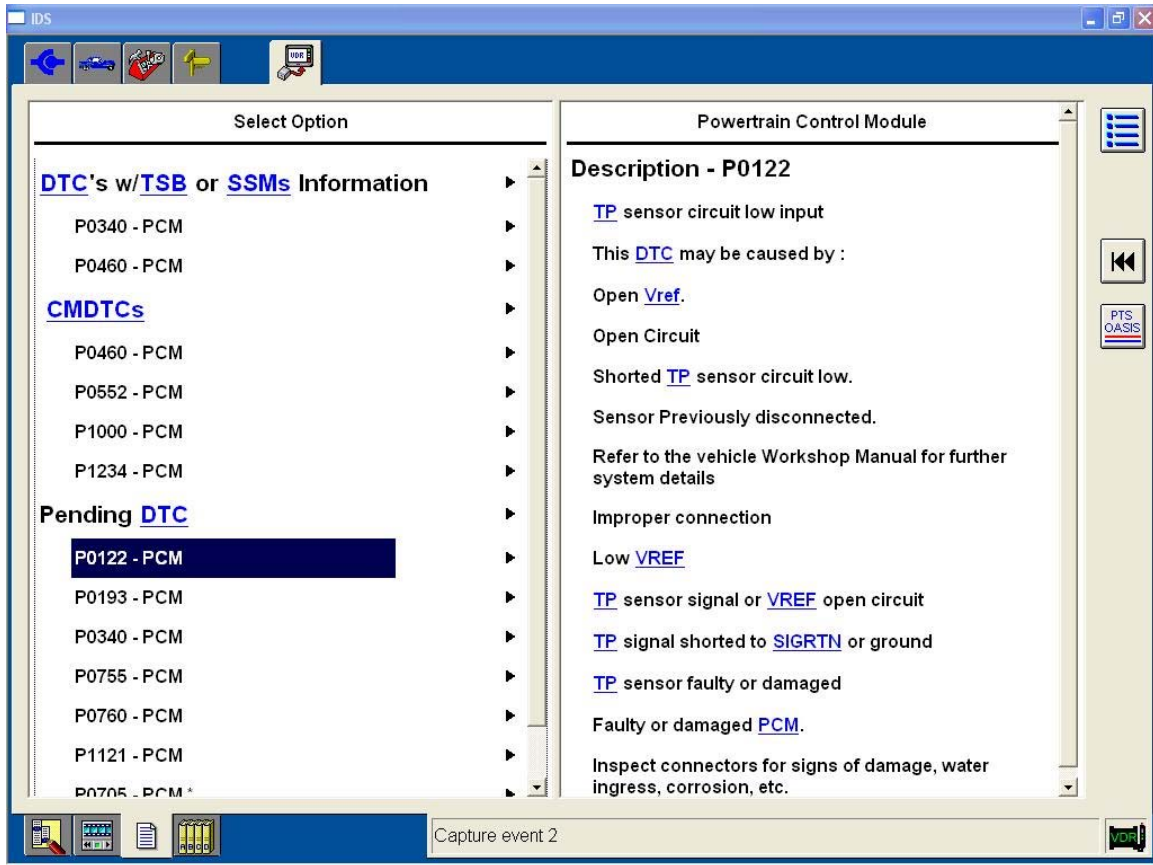 IDS
VDR
Select Option
DTC's w/TSB or SSMs Information
P0340 - PCM
P0460 - PCM
CMDTCs
P0460 - PCM
P0552 - PCM
P1000 - PCM
P1234 - PCM
Pending DTC
P0122 - PCM
P0193 - PCM
P0340 - PCM
P0755 - PCM
P0760 - PCM
P1121 - PCM
P0705 - PCM *
Powertrain Control Module
Description - P0122
TP sensor circuit low input
This DTC may be caused by :
Open Vref.
Open Circuit
Shorted TP sensor circuit low.
Sensor Previously disconnected.
Refer to the vehicle Workshop Manual for further
system details
Improper connection
Low VREF
TP sensor signal or VREF open circuit
TP signal shorted to SIGRTN or ground
TP sensor faulty or damaged
Faulty or damaged PCM.
Inspect connectors for signs of damage, water
ingress, corrosion, etc.
PTS
OASIS
A B C D
Capture event 2
VDR